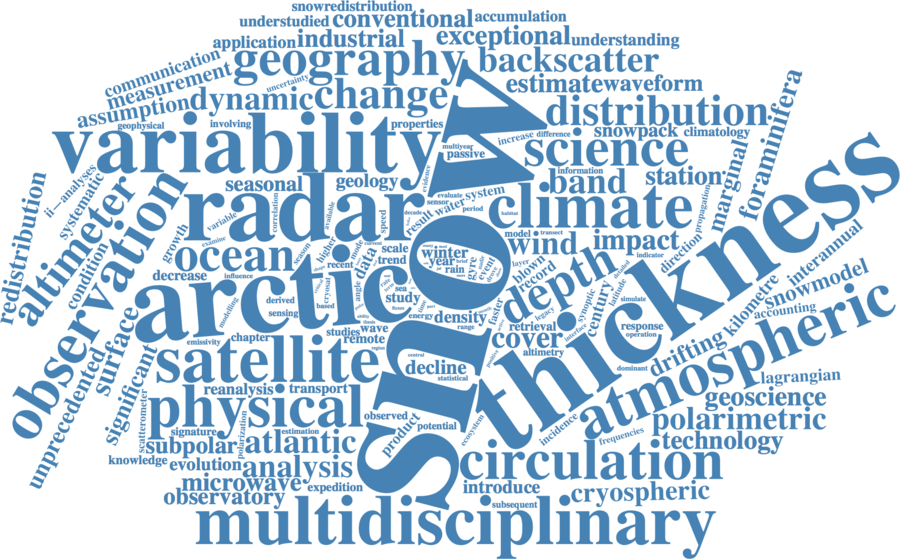 snowredistribution
understudied conventional accumulation
application industrial exceptional understanding
communication geography backscatter
measurement uncertainty estimate waveform
assumption dynamic change distribution
geophysical involving properties increase difference snowpack climatology
variability multiyear passive science
evidence information
ii—analyses seasonal geology evaluate system band station
systematic radar sensor water climate
redistribution altimeter variable correlation available decade result period habitat
observation condition growth examine speed model transect wind impact
marginal foraminifera propagation direction indicator
ocean season higher mode current scale winter layer
decrease influence recent trend year brief rain gyre event blown record depth detailed
arctic data cryosat angle sea study
modelling derived sensing based density faster legacy synoptic century latitude simulate
thickness interannual snowmodel kilometre accounting
surface emissivity chapter studies wave energy range retrieval interface response operation
unprecedented significant remote region cover altimetry drifting
satellite central decline statistical dominant
snow atmospheric lagrangian
reanalysis transport geoscience
physical observed product potential ecosystem incidence frequencies polarimetric
scatterometer signature polarization estimation technology
subpolar atlantic
knowledge evolution analysis circulation
microwave expedition introduce cryospheric
observatory subsequent
multidisciplinary